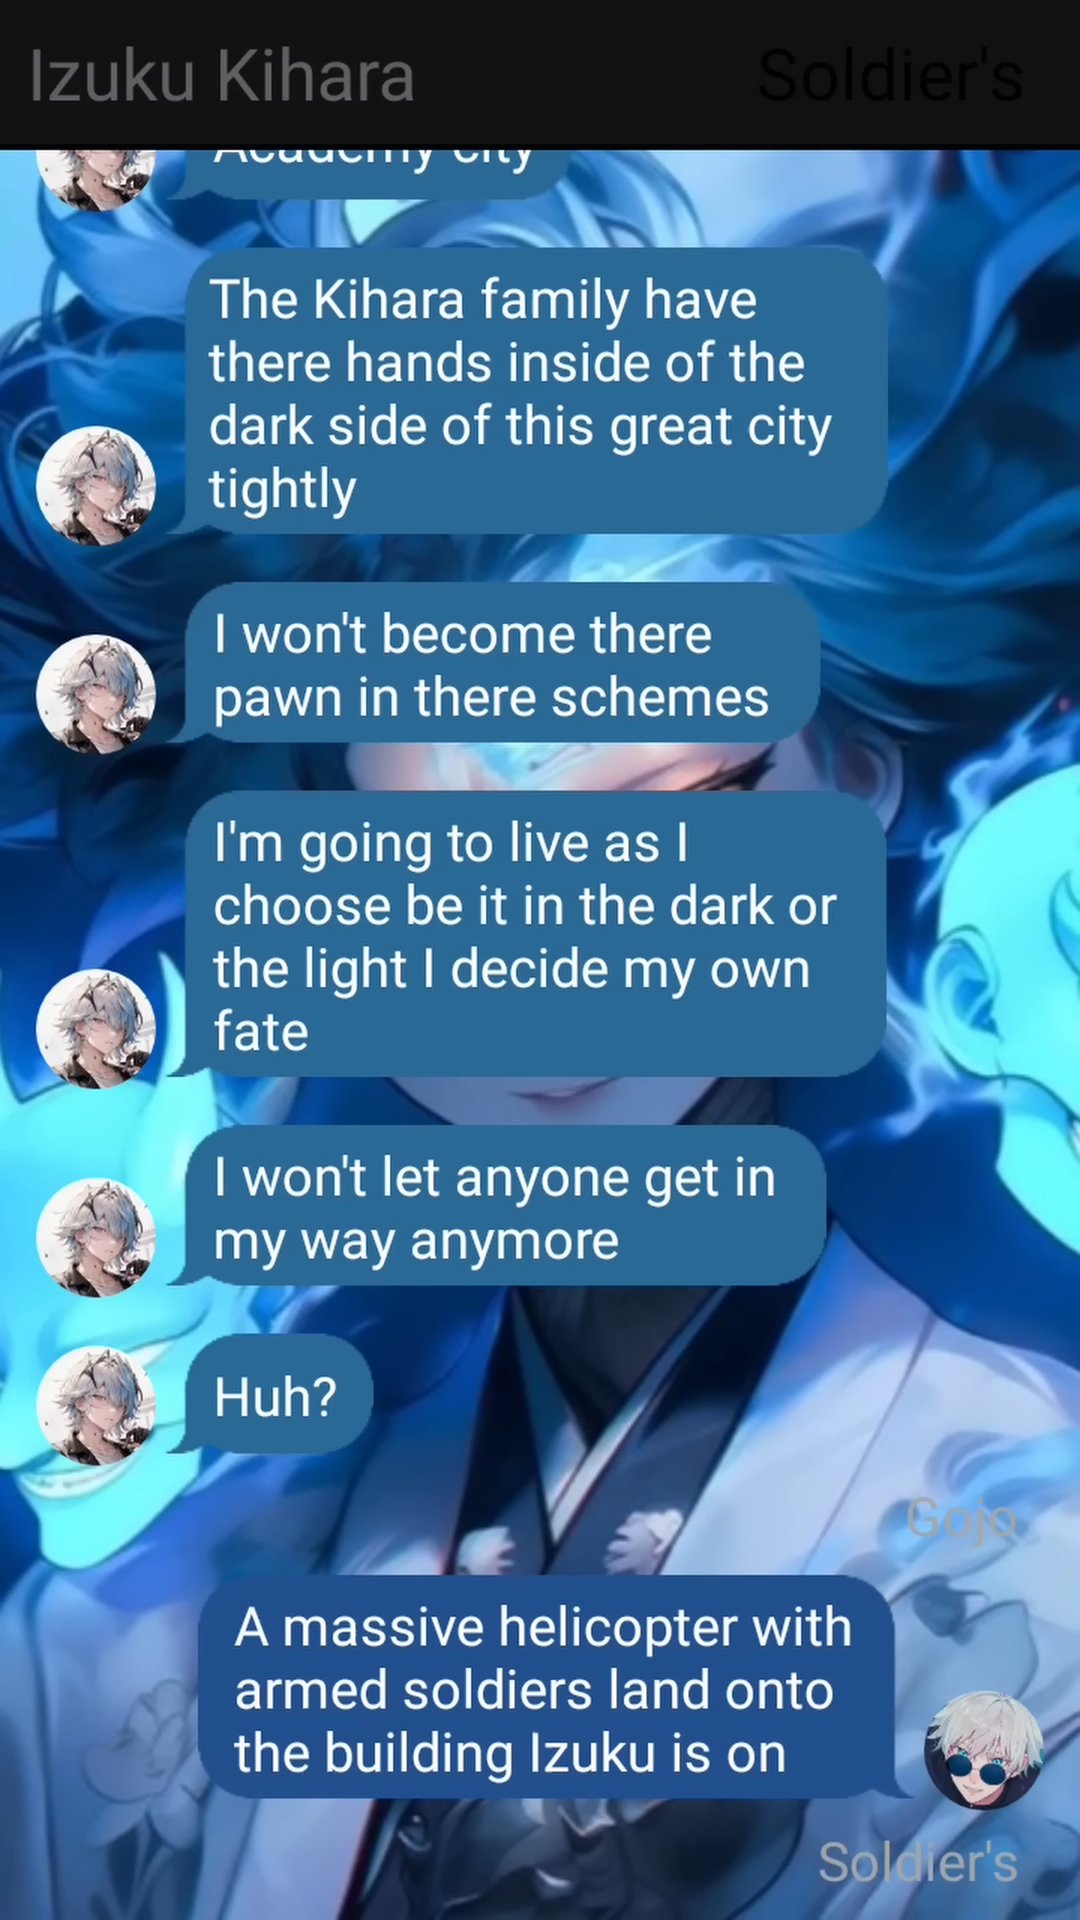 Izuku Kihara
Soldier's
Academy city
The Kihara family have
there hands inside of the
dark side of this great city
tightly
I won't become there
pawn in there schemes
I'm going to live as I
choose be it in the dark or
the light I decide my own
fate
I won't let anyone get in
my way anymore
Huh?
Gojo
A massive helicopter with
armed soldiers land onto
the building Izuku is on
Soldier's